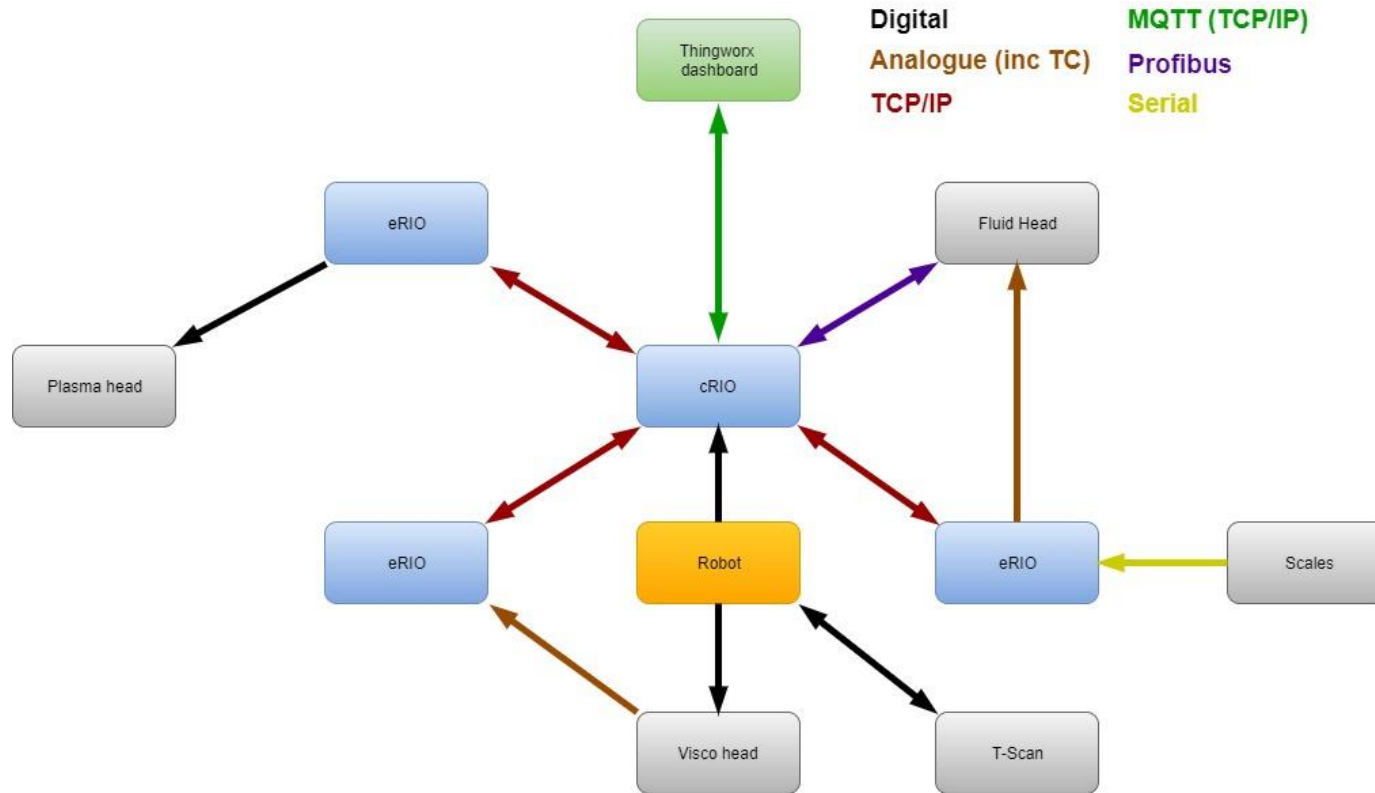 Digital
MQTT (TCP/IP)
Analogue (inc TC)
Profibus
TCP/IP
Serial
Thingworx
dashboard
eRIO
Fluid Head
Plasma head
cRIO
eRIO
Robot
eRIO
Scales
Visco head
T-Scan